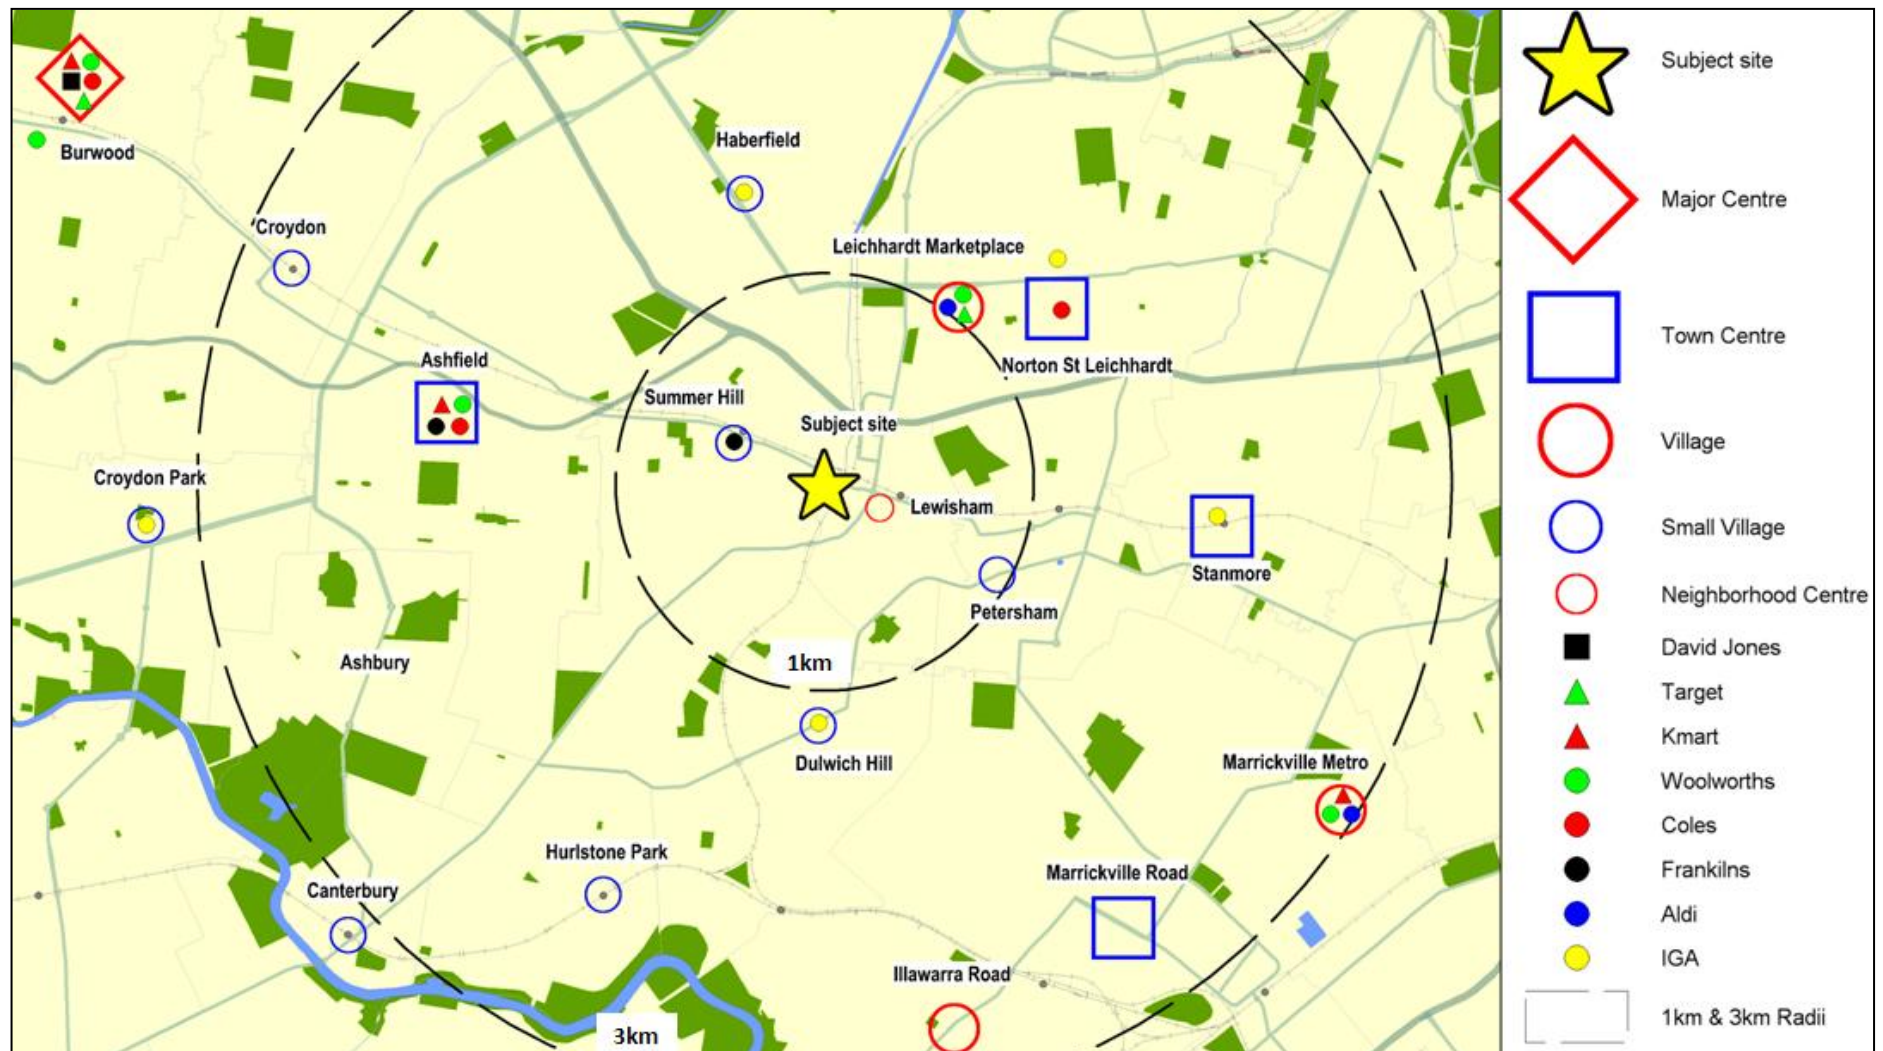 Burwood
Haberfield
Croydon
Leichhardt Marketplace
Ashfield
Norton St Leichhardt
Summer Hill
Subject site
Croydon Park
Lewisham
Stanmore
Petersham
1km
Ashbury
Dulwich Hill
Marrickville Metro
Hurlstone Park
Marrickville Road
Canterbury
Illawarra Road
3km
Subject site
Major Centre
Town Centre
Village
Small Village
Neighborhood Centre
David Jones
Target
Kmart
Woolworths
Coles
Frankilns
Aldi
IGA
1km & 3km Radii